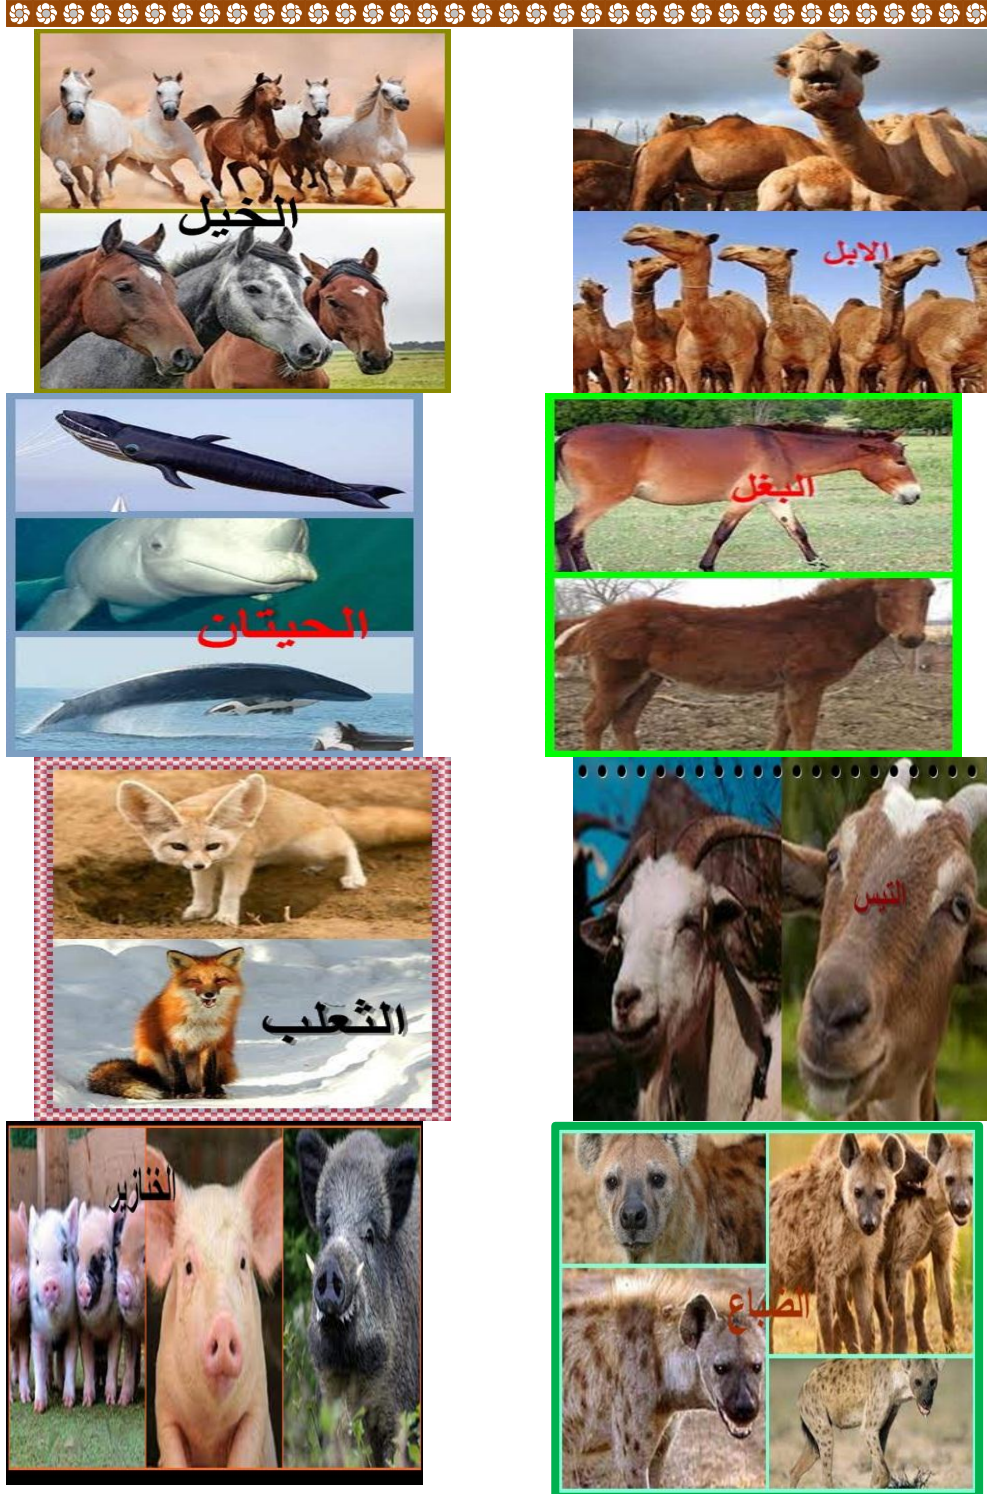 الابل
الخيل
البغل
الحيتان
التيس
الثعلب
الضباع
الخنازير